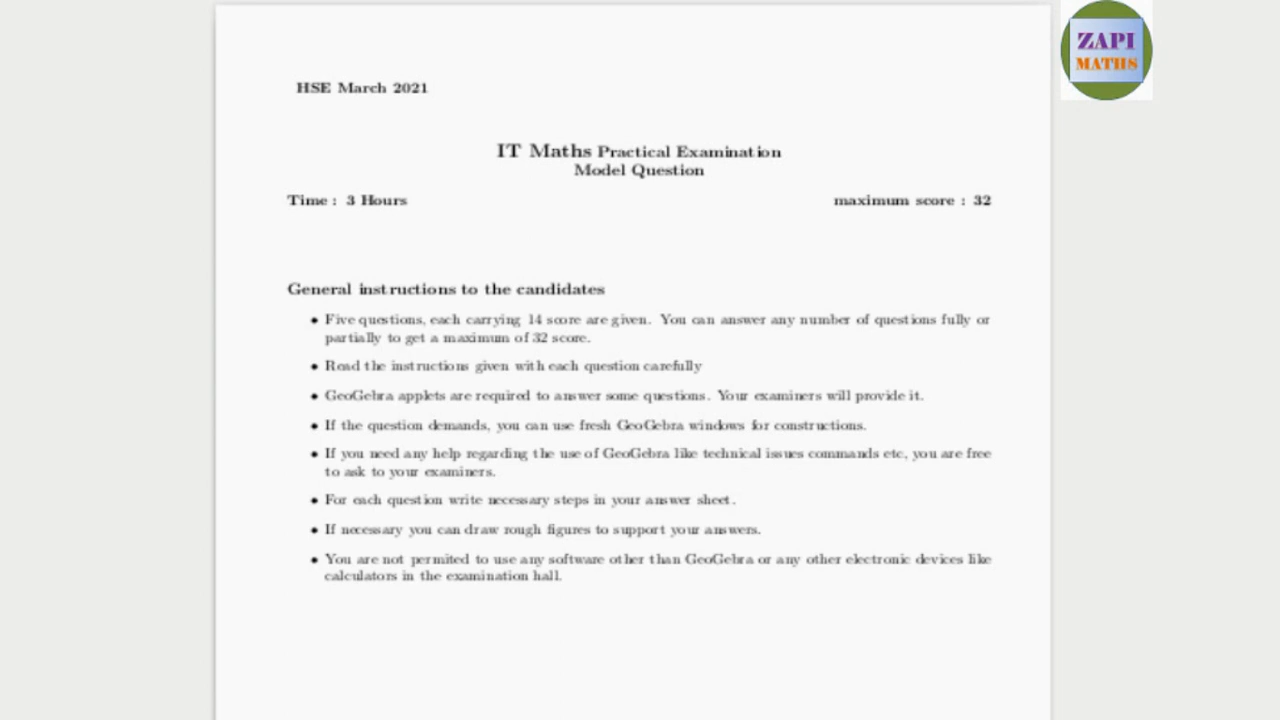 ZAPI
MATHS
HSE March 2021
IT Maths Practical Examination
Model Question
Time : 3 Hours maximum score : 32
General instructions to the candidates
• Five questions, each carrying 14 score are given. You can answer any number of questions fully or
partially to get a maximum of 32 score.
• Read the instructions given with each question carefully
• GeoGebra applets are required to answer some questions. Your examiners will provide it.
• If the question demands, you can use fresh GeoGebra windows for constructions.
• If you need any help regarding the use of GeoGebra like technical issues commands etc, you are free
to ask to your examiners.
• For each question write necessary steps in your answer sheet.
• If necessary you can draw rough figures to support your answers.
• You are not permited to use any software other than GeoGebra or any other electronic devices like
calculators in the examination hall.